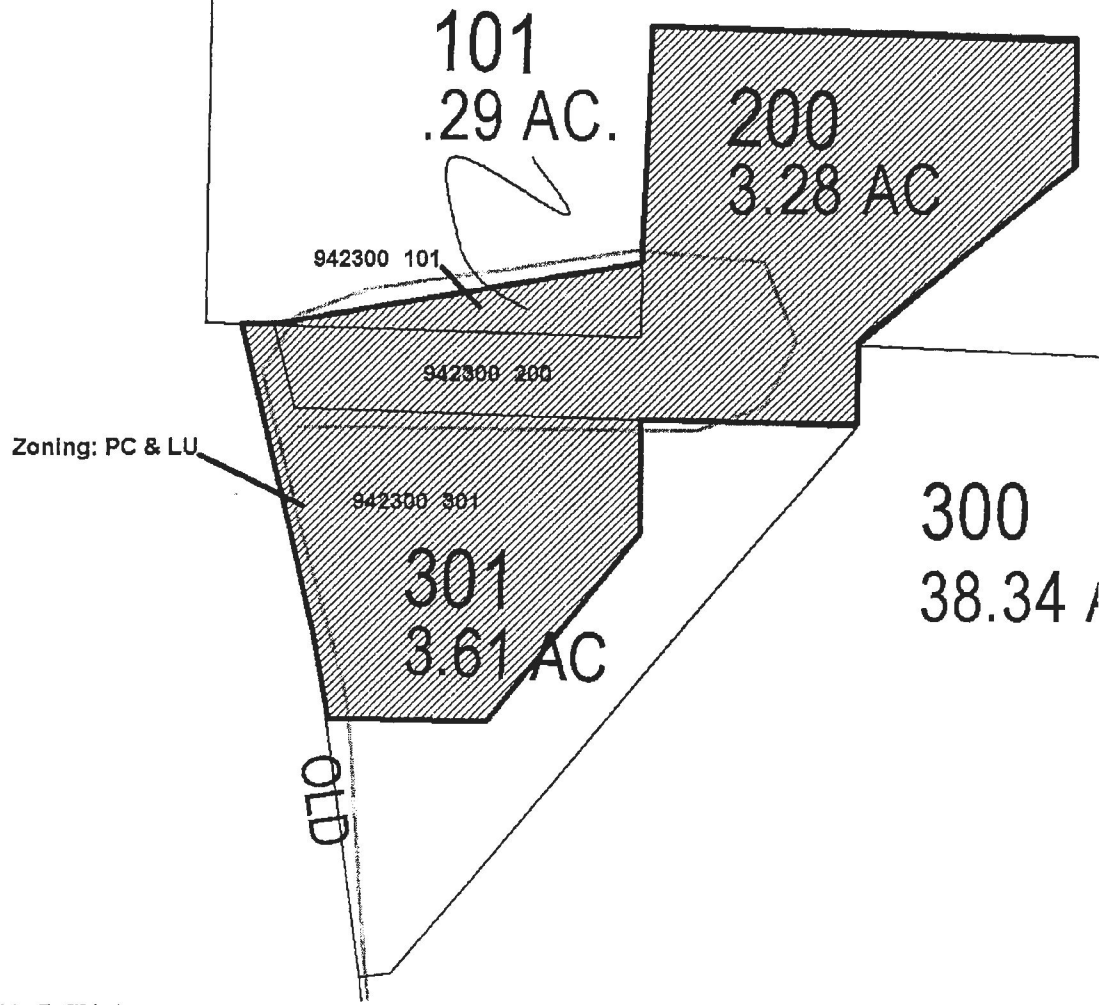 101
.29 AC.
200
3.28 AC
942300 101
942300 200
Zoning: PC & LU
942300 301
301
3.61 AC
300
38.34 A
OLD